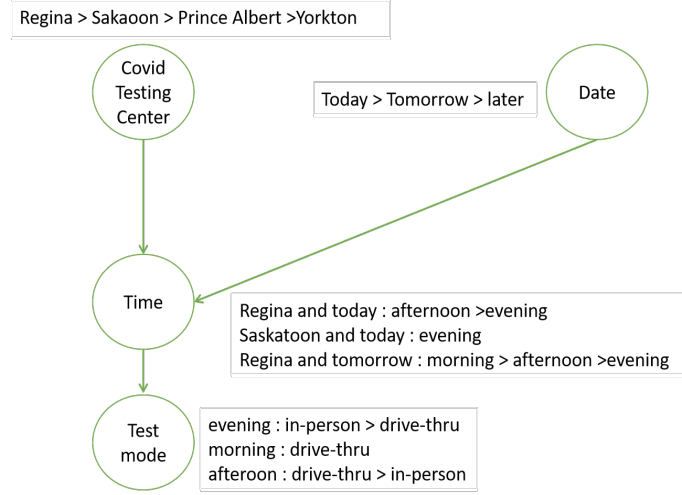 Regina > Sakaoon > Prince Albert >Yorkton
Covid
Testing
Center
Today > Tomorrow > later
Date
Time
Regina and today : afternoon >evening
Saskatoon and today : evening
Regina and tomorrow : morning > afternoon >evening
Test
mode
evening : in-person > drive-thru
morning : drive-thru
afteroon : drive-thru > in-person